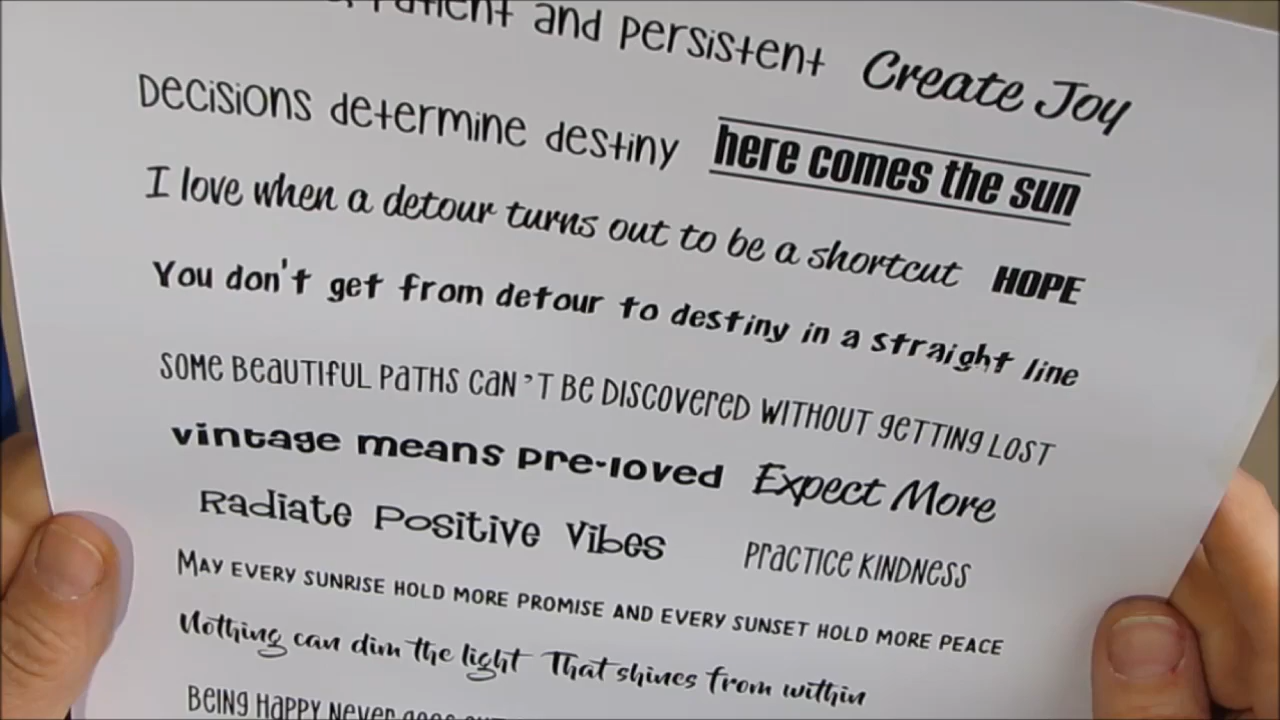 Patient and persistent Create Joy
Decisions determine destiny here comes the sun
I love when a detour turns out to be a shortcut HOPE
You don't get from detour to destiny in a straight line
SOME BEAUTIFUL PATHS CAN'T BE DISCOVERED WITHOUT GETTING LOST
vintage means pre-loved Expect More
Radiate Positive Vibes PRACTICE KINDNESS
MAY EVERY SUNRISE HOLD MORE PROMISE AND EVERY SUNSET HOLD MORE PEACE
Nothing can dim the light That shines from within
BEING HAPPY NEVER goes